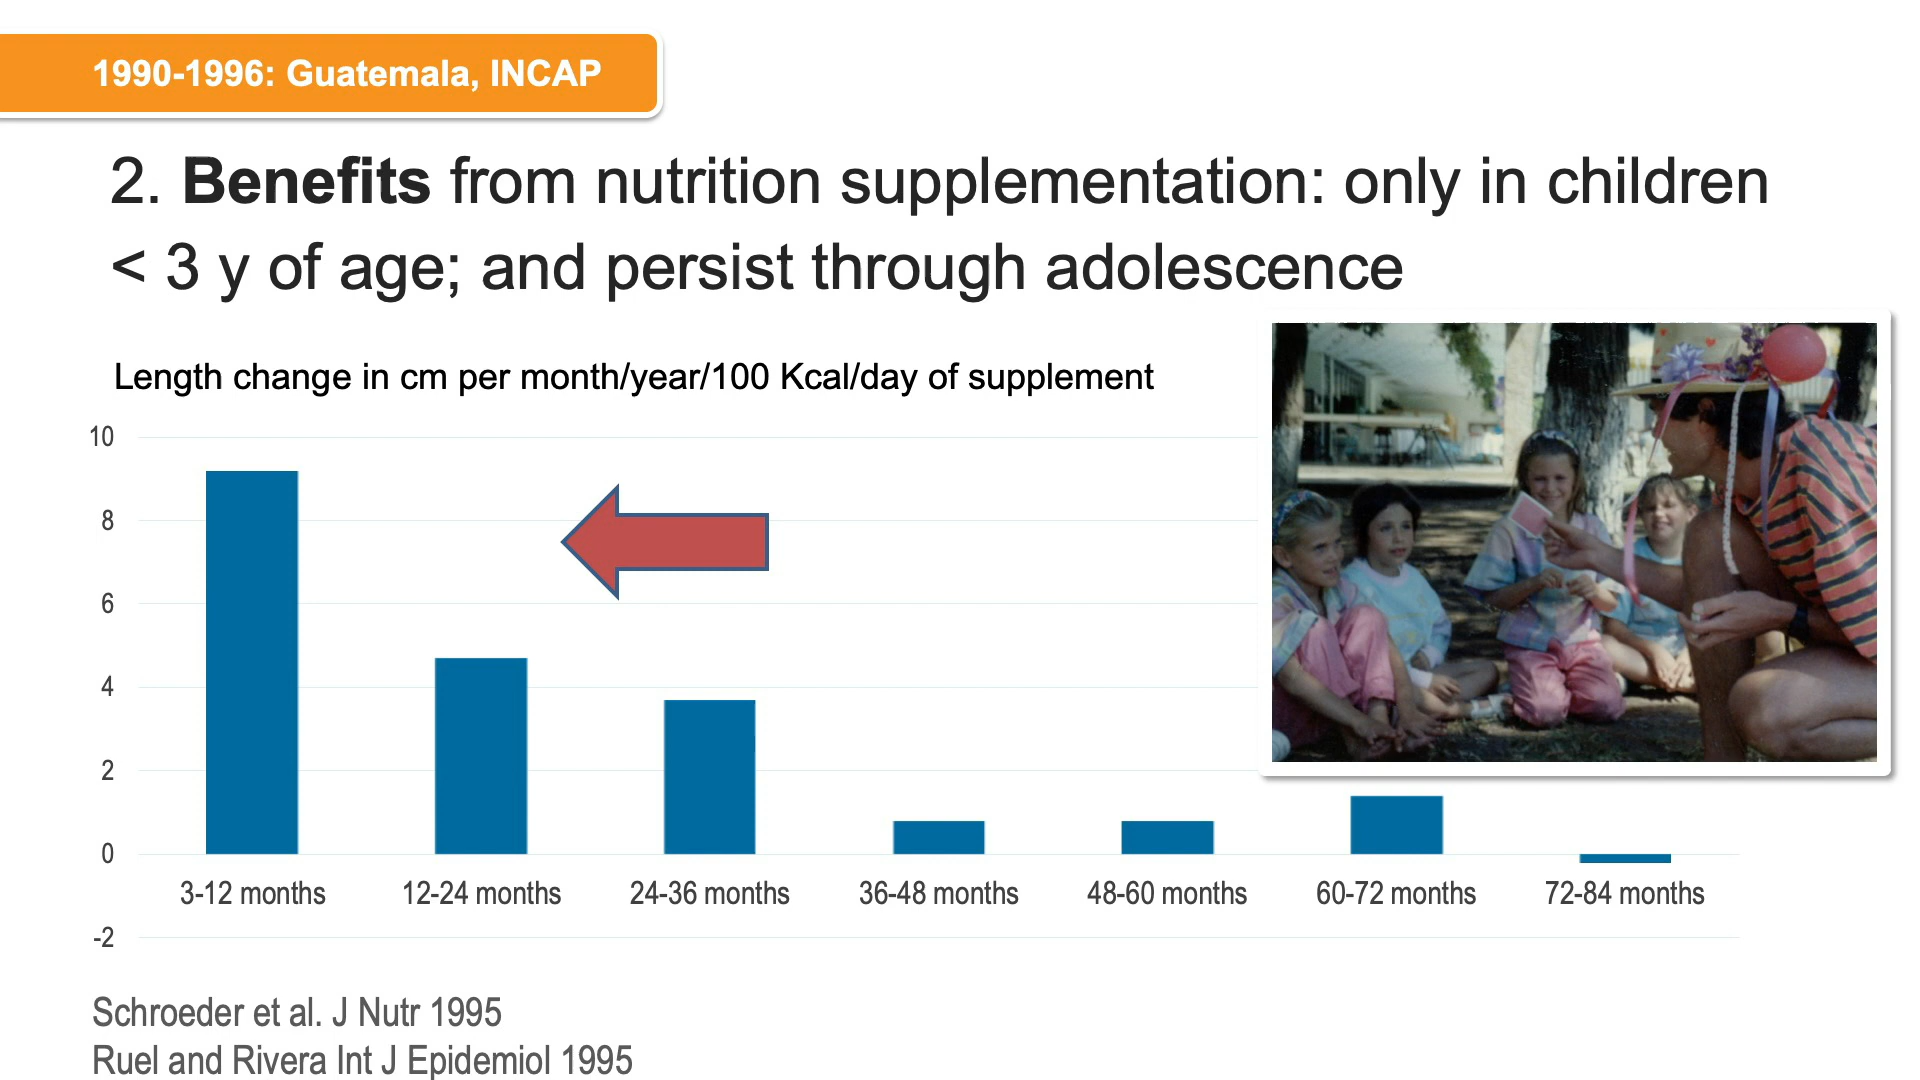 1990-1996: Guatemala, INCAP
2. Benefits from nutrition supplementation: only in children
< 3 y of age; and persist through adolescence
Length change in cm per month/year/100 Kcal/day of supplement
10
8
6
4
2
0
3-12 months 12-24 months 24-36 months 36-48 months 48-60 months 60-72 months 72-84 months
-2
Schroeder et al. J Nutr 1995
Ruel and Rivera Int J Epidemiol 1995